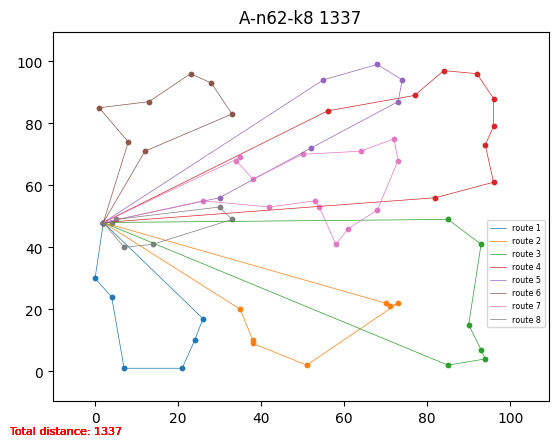 A-n62-k8 1337
100
80
60
40
20
0
0 20 40 60 80 100
route 1
route 2
route 3
route 4
route 5
route 6
route 7
route 8
Total distance: 1337